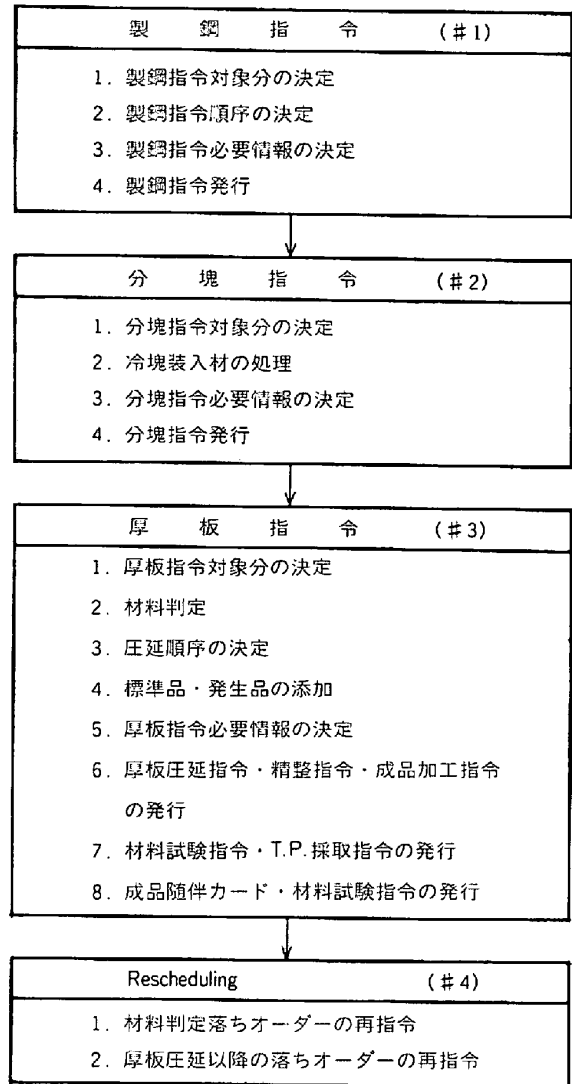 製鋼指令 (#1)
1. 製鋼指令対象分の決定
2. 製鋼指令順序の決定
3. 製鋼指令必要情報の決定
4. 製鋼指令発行
分塊指令 (#2)
1. 分塊指令対象分の決定
2. 冷塊装入材の処理
3. 分塊指令必要情報の決定
4. 分塊指令発行
厚板指令 (#3)
1. 厚板指令対象分の決定
2. 材料判定
3. 圧延順序の決定
4. 標準品・発生品の添加
5. 厚板指令必要情報の決定
6. 厚板圧延指令・精整指令・成品加工指令
の発行
7. 材料試験指令・T.P.採取指令の発行
8. 成品随伴カード・材料試験指令の発行
Rescheduling (#4)
1. 材料判定落ちオーダーの再指令
2. 厚板圧延以降の落ちオーダーの再指令